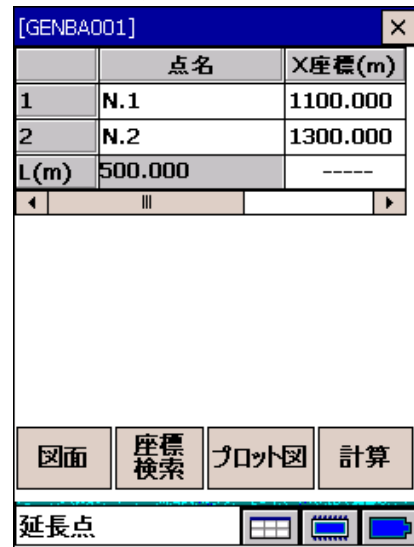 [GENBA001]
点名 X座標(m)
1 N.1 1100.000
2 N.2 1300.000
L(m) 500.000 -----
図面 座標検索 プロット図 計算
延長点